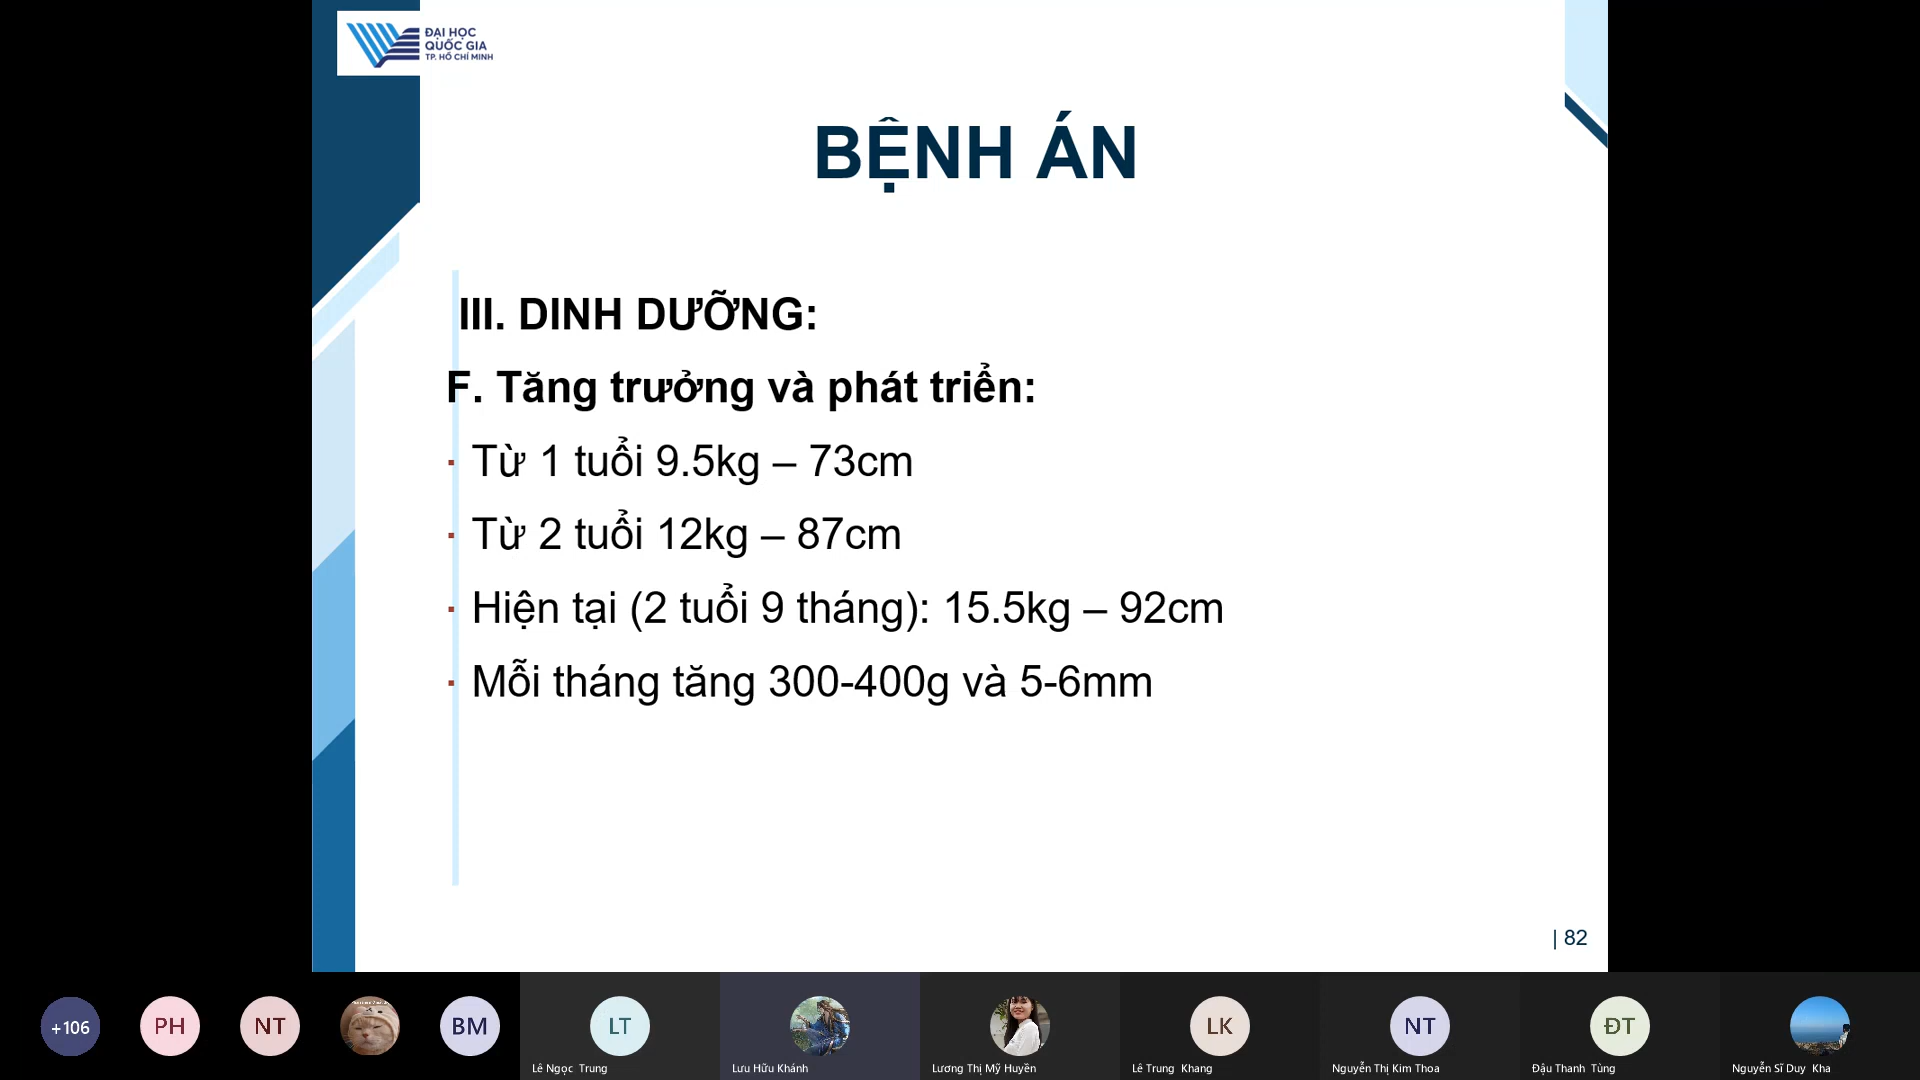 ĐẠI HỌC
QUỐC GIA
TP. HỒ CHÍ MINH
BỆNH ÁN
III. DINH DƯỠNG:
F. Tăng trưởng và phát triển:
· Từ 1 tuổi 9.5kg – 73cm
· Từ 2 tuổi 12kg – 87cm
· Hiện tại (2 tuổi 9 tháng): 15.5kg – 92cm
· Mỗi tháng tăng 300-400g và 5-6mm
| 82
+106
PH
NT
BM
LT
LK
NT
ĐT
Lê Ngọc Trung
Lưu Hữu Khánh
Lương Thị Mỹ Huyền
Lê Trung Khang
Nguyễn Thị Kim Thoa
Đậu Thanh Tùng
Nguyễn Sĩ Duy Kha